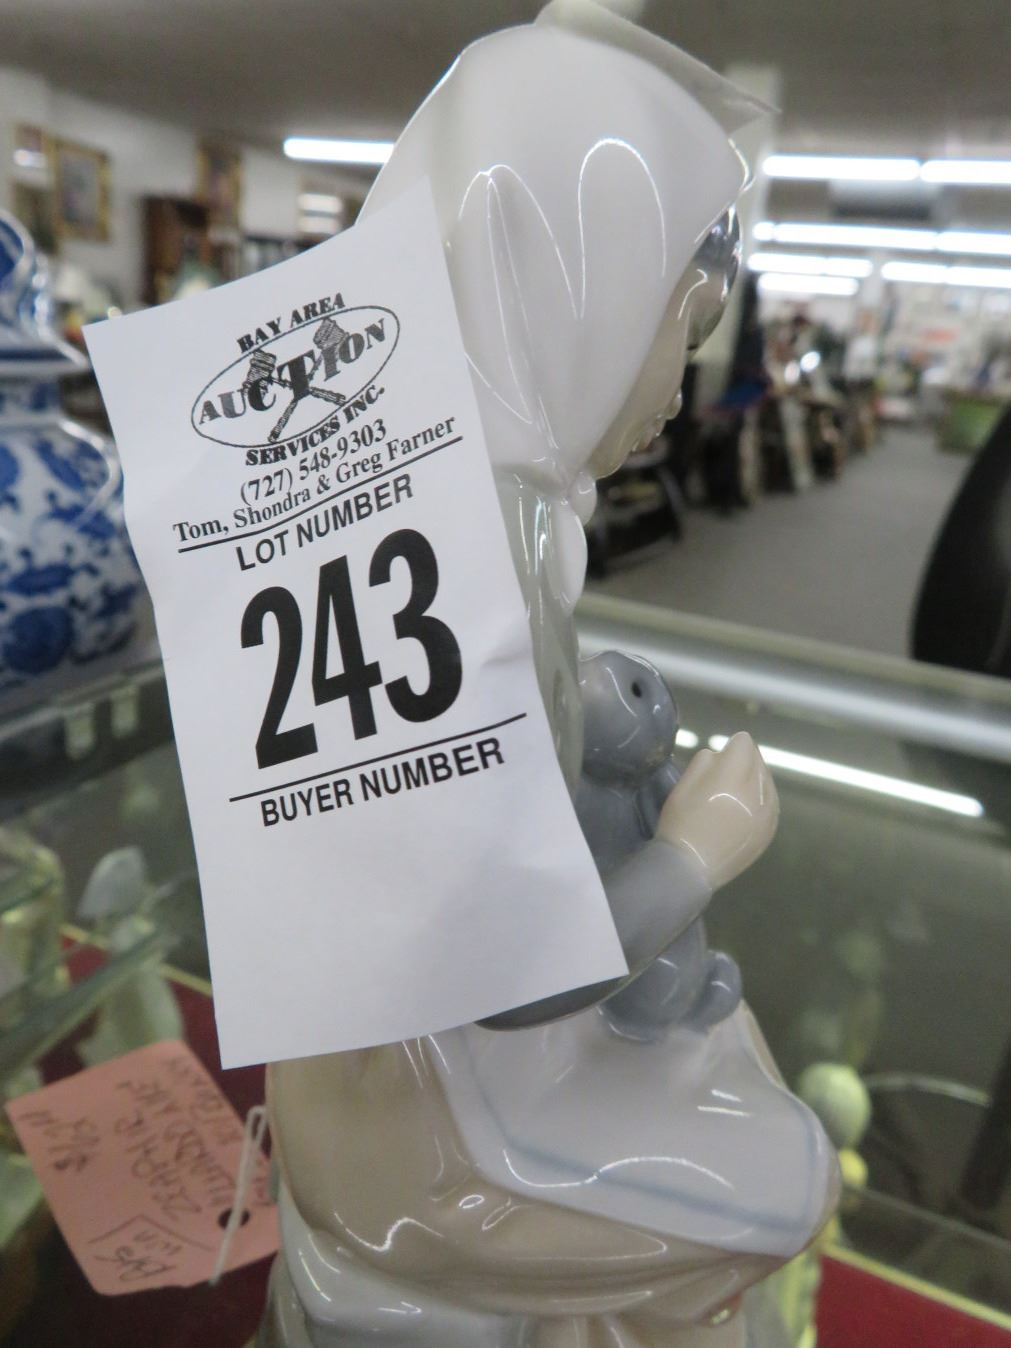 BAY AREA
AUCTION
SERVICES INC.
(727) 548-9303
Tom, Shondra & Greg Farner
LOT NUMBER
243
BUYER NUMBER